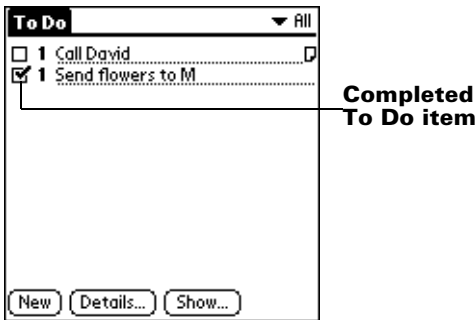 To Do All
1 Call David
1 Send flowers to M
Completed
To Do item
New Details... Show...